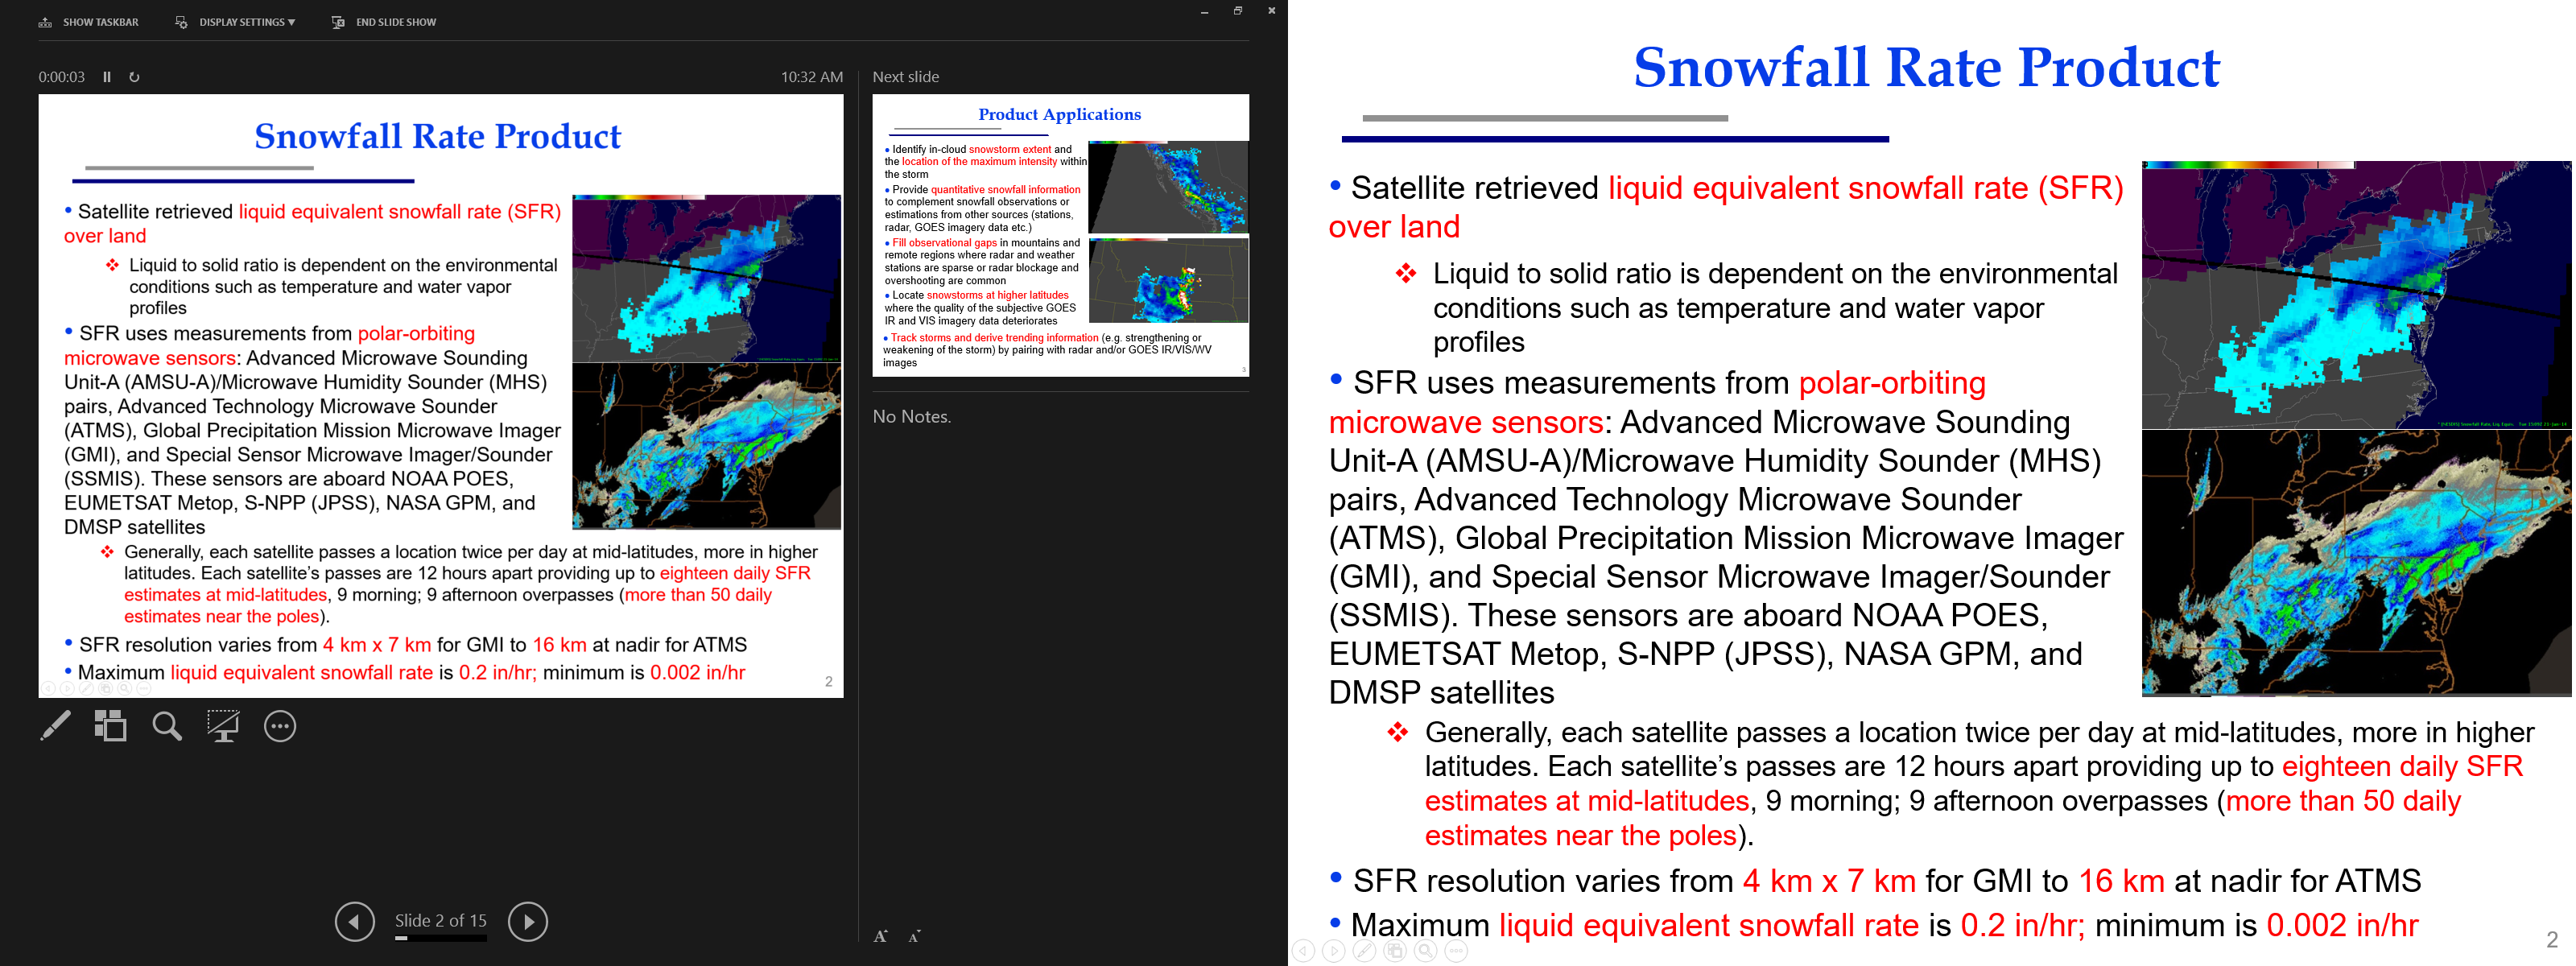 SHOW TASKBAR
DISPLAY SETTINGS ▼
END SLIDE SHOW
0:00:03
10:32 AM
Snowfall Rate Product
• Satellite retrieved liquid equivalent snowfall rate (SFR)
over land
❖ Liquid to solid ratio is dependent on the environmental
conditions such as temperature and water vapor
profiles
• SFR uses measurements from polar-orbiting
microwave sensors: Advanced Microwave Sounding
Unit-A (AMSU-A)/Microwave Humidity Sounder (MHS)
pairs, Advanced Technology Microwave Sounder
(ATMS), Global Precipitation Mission Microwave Imager
(GMI), and Special Sensor Microwave Imager/Sounder
(SSMIS). These sensors are aboard NOAA POES,
EUMETSAT Metop, S-NPP (JPSS), NASA GPM, and
DMSP satellites
❖ Generally, each satellite passes a location twice per day at mid-latitudes, more in higher
latitudes. Each satellite’s passes are 12 hours apart providing up to eighteen daily SFR
estimates at mid-latitudes, 9 morning; 9 afternoon overpasses (more than 50 daily
estimates near the poles).
• SFR resolution varies from 4 km x 7 km for GMI to 16 km at nadir for ATMS
• Maximum liquid equivalent snowfall rate is 0.2 in/hr; minimum is 0.002 in/hr
2
Slide 2 of 15
Next slide
Product Applications
• Identify in-cloud snowstorm extent and
the location of the maximum intensity within
the storm
• Provide quantitative snowfall information
to complement snowfall observations or
estimations from other sources (stations,
radar, GOES imagery data etc.)
• Fill observational gaps in mountains and
remote regions where radar and weather
stations are sparse or radar blockage and
overshooting are common
• Locate snowstorms at higher latitudes
where the quality of the subjective GOES
IR and VIS imagery data deteriorates
• Track storms and derive trending information (e.g. strengthening or
weakening of the storm) by pairing with radar and/or GOES IR/VIS/WV
images
3
No Notes.
A A
Snowfall Rate Product
• Satellite retrieved liquid equivalent snowfall rate (SFR)
over land
❖ Liquid to solid ratio is dependent on the environmental
conditions such as temperature and water vapor
profiles
• SFR uses measurements from polar-orbiting
microwave sensors: Advanced Microwave Sounding
Unit-A (AMSU-A)/Microwave Humidity Sounder (MHS)
pairs, Advanced Technology Microwave Sounder
(ATMS), Global Precipitation Mission Microwave Imager
(GMI), and Special Sensor Microwave Imager/Sounder
(SSMIS). These sensors are aboard NOAA POES,
EUMETSAT Metop, S-NPP (JPSS), NASA GPM, and
DMSP satellites
❖ Generally, each satellite passes a location twice per day at mid-latitudes, more in higher
latitudes. Each satellite’s passes are 12 hours apart providing up to eighteen daily SFR
estimates at mid-latitudes, 9 morning; 9 afternoon overpasses (more than 50 daily
estimates near the poles).
• SFR resolution varies from 4 km x 7 km for GMI to 16 km at nadir for ATMS
• Maximum liquid equivalent snowfall rate is 0.2 in/hr; minimum is 0.002 in/hr
2